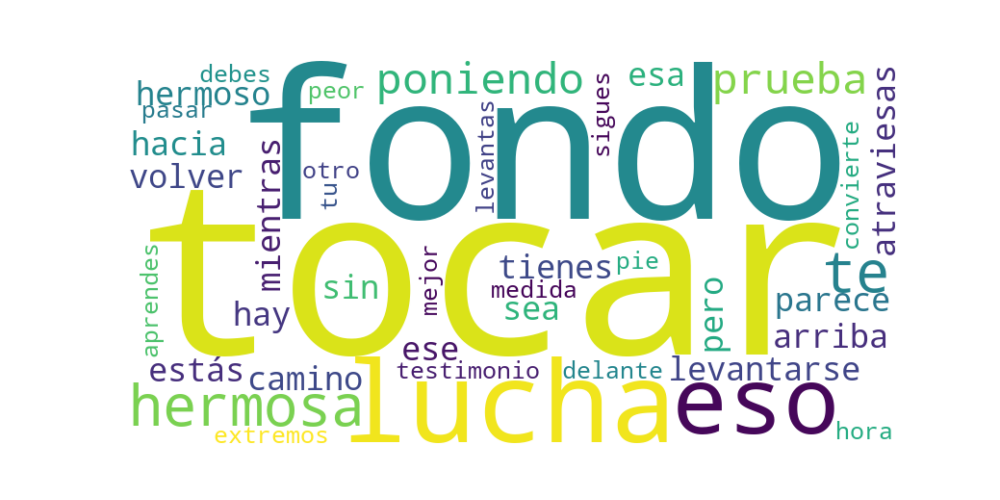 debes
hermoso
pasar
peor
poniendo
esa
prueba
fondo
hacia
volver
otro
tu
levantas
sigues
convierte
atraviesas
mientras
tocar
aprendes
sin
mejor
tienes
pie
te
medida
sea
hay
pero
parece
arriba
ese
estás
camino
testimonio
delante
levantarse
hermosa
lucha
eso
extremos
hora